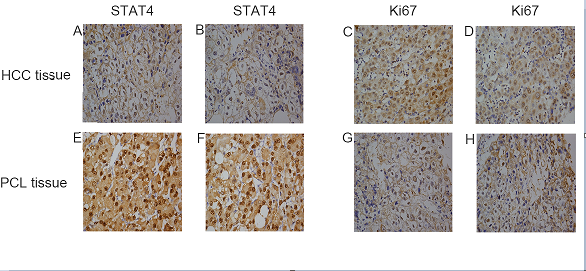 STAT4 STAT4 Ki67 Ki67
A B C D
HCC tissue
E F G H
PCL tissue